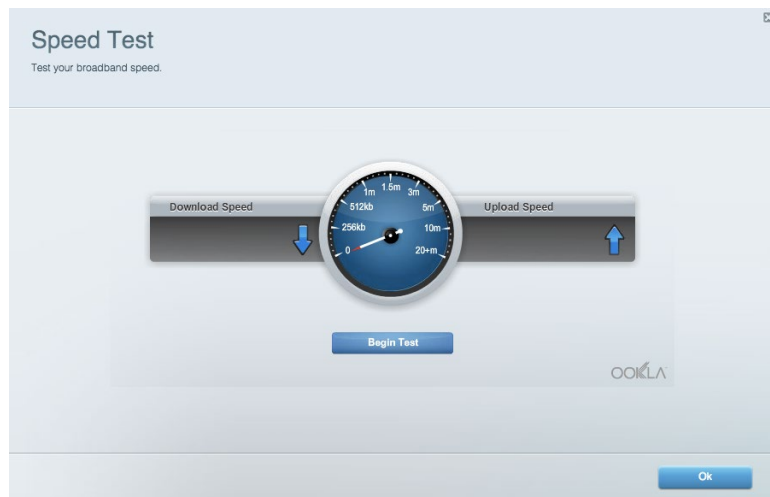 Speed Test
Test your broadband speed.
Download Speed
Upload Speed
0
256kb
512kb
1m
1.5m
3m
5m
10m
20+m
Begin Test
OOKLA
Ok